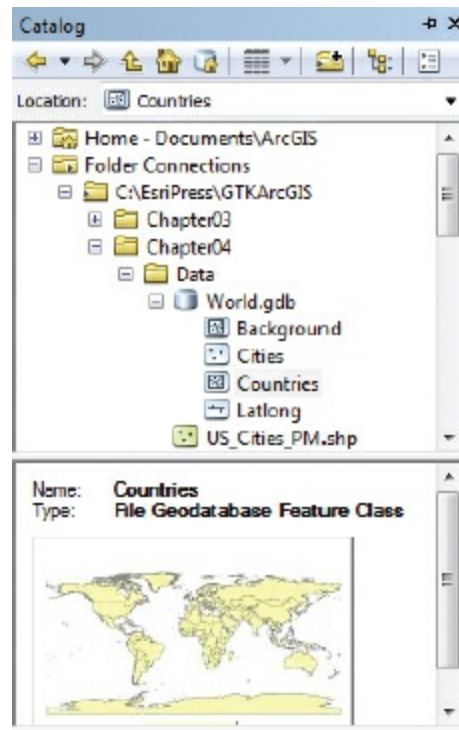 Catalog
Location: Countries
Home - Documents\ArcGIS
Folder Connections
C:\EsriPress\GTKArcGIS
Chapter03
Chapter04
Data
World.gdb
Background
Cities
Countries
Latlong
US_Cities_PM.shp
Name: Countries
Type: File Geodatabase Feature Class